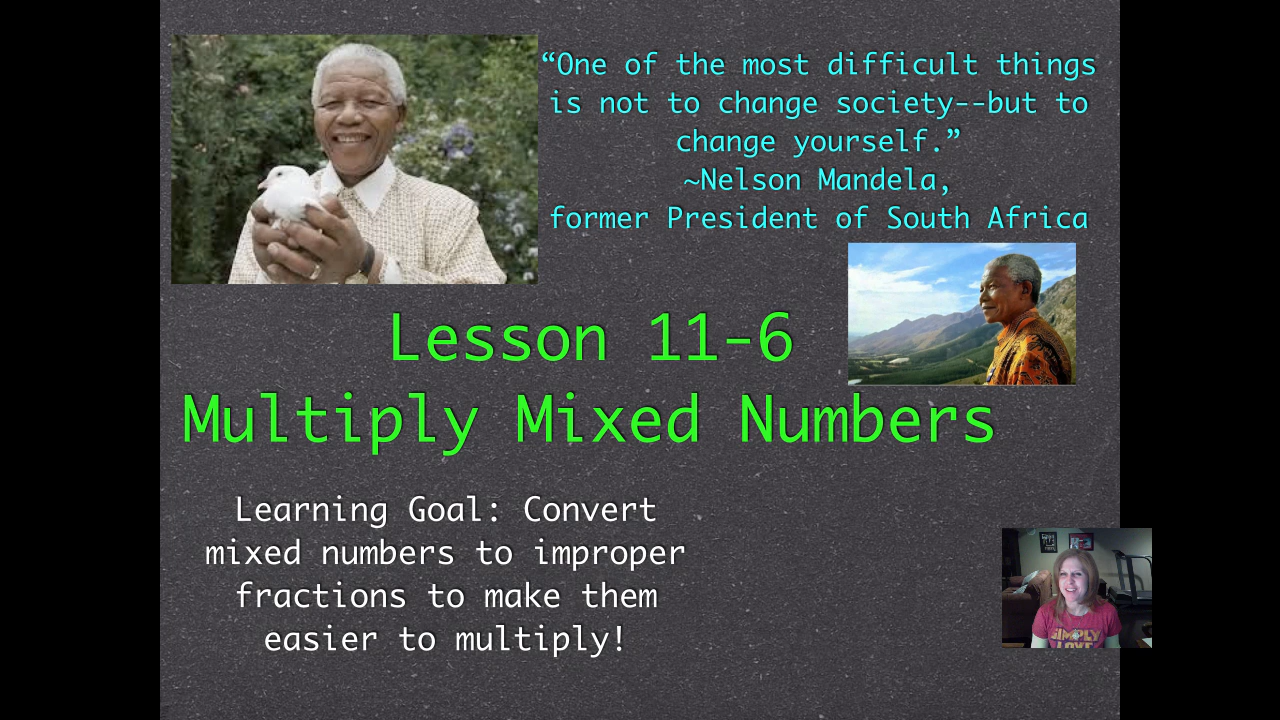 “One of the most difficult things
is not to change society--but to
change yourself.”
~Nelson Mandela,
former President of South Africa
Lesson 11-6
Multiply Mixed Numbers
Learning Goal: Convert
mixed numbers to improper
fractions to make them
easier to multiply!
SIMPLY
LOVE